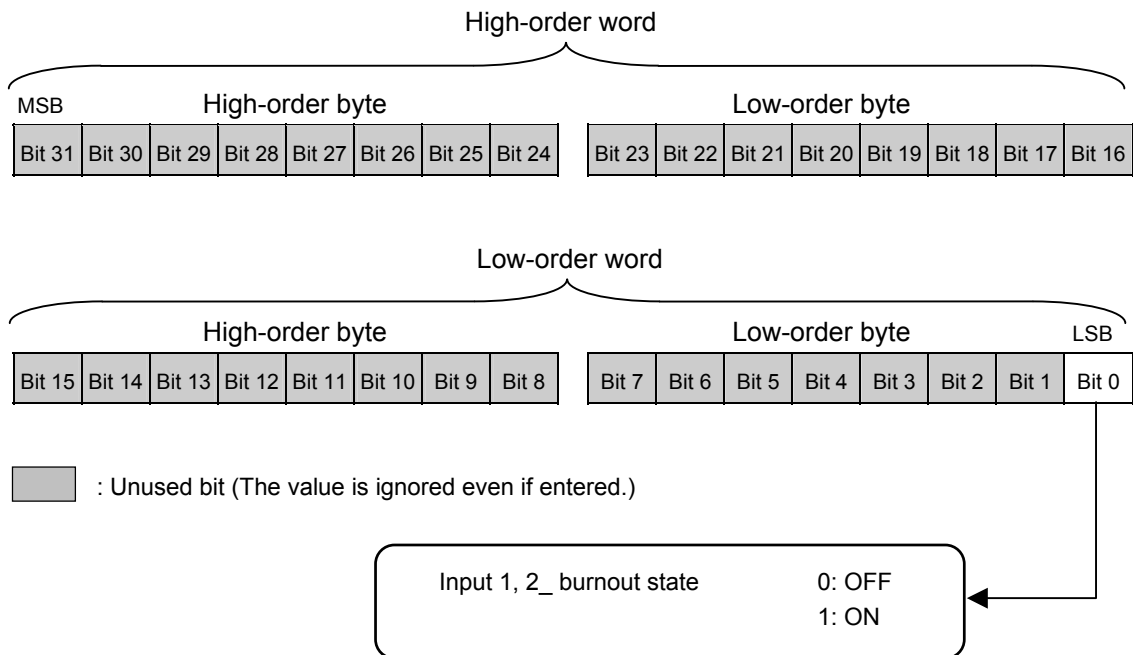 High-order word
MSB High-order byte Low-order byte
Bit 31 Bit 30 Bit 29 Bit 28 Bit 27 Bit 26 Bit 25 Bit 24 Bit 23 Bit 22 Bit 21 Bit 20 Bit 19 Bit 18 Bit 17 Bit 16
Low-order word
High-order byte Low-order byte LSB
Bit 15 Bit 14 Bit 13 Bit 12 Bit 11 Bit 10 Bit 9 Bit 8 Bit 7 Bit 6 Bit 5 Bit 4 Bit 3 Bit 2 Bit 1 Bit 0
: Unused bit (The value is ignored even if entered.)
Input 1, 2_ burnout state 0: OFF
1: ON